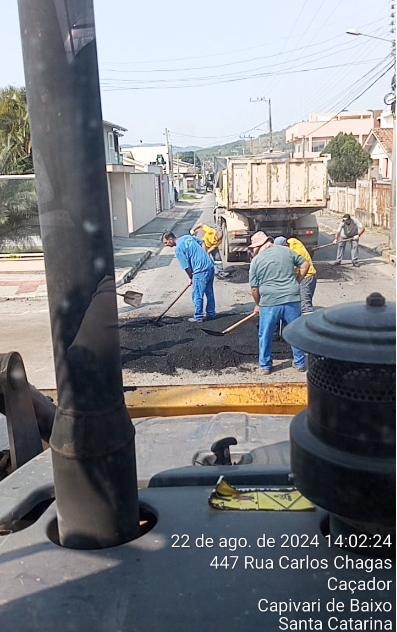 22 de ago. de 2024 14:02:24
447 Rua Carlos Chagas
Caçador
Capivari de Baixo
Santa Catarina